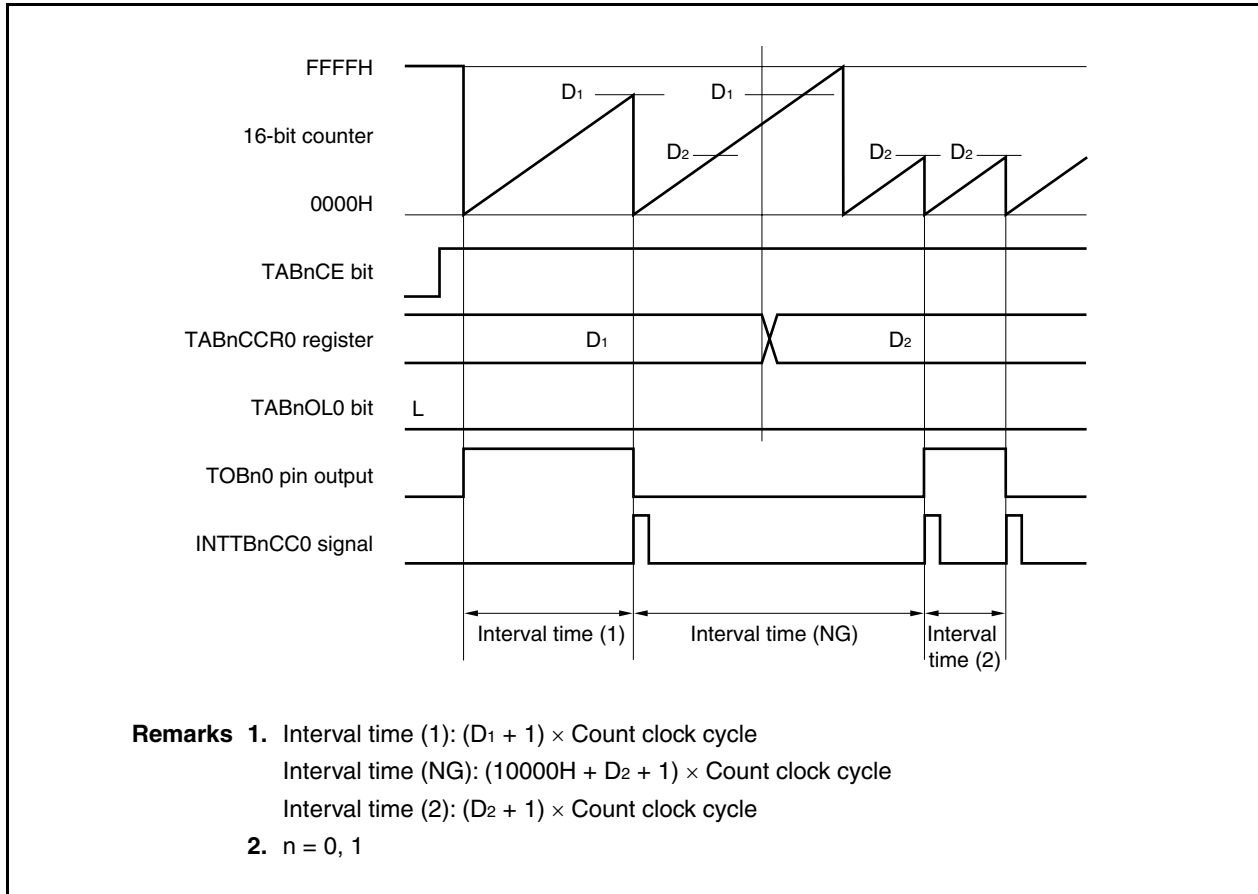 FFFFH
D1 D1
16-bit counter
D2 D2 D2
0000H
TABnCE bit
TABnCCR0 register D1 D2
TABnOL0 bit L
TOBn0 pin output
INTTBnCC0 signal
Interval time (1) Interval time (NG) Interval
time (2)
Remarks 1. Interval time (1): (D1 + 1) × Count clock cycle
Interval time (NG): (10000H + D2 + 1) × Count clock cycle
Interval time (2): (D2 + 1) × Count clock cycle
2. n = 0, 1